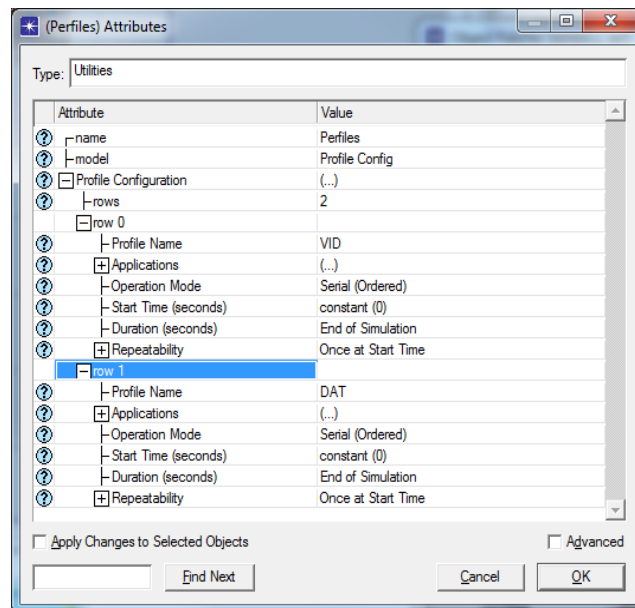 (Perfiles) Attributes
Type: Utilities
Attribute Value
name Perfiles
model Profile Config
Profile Configuration (...)
rows 2
row 0
Profile Name VID
Applications (...)
Operation Mode Serial (Ordered)
Start Time (seconds) constant (0)
Duration (seconds) End of Simulation
Repeatability Once at Start Time
row 1
Profile Name DAT
Applications (...)
Operation Mode Serial (Ordered)
Start Time (seconds) constant (0)
Duration (seconds) End of Simulation
Repeatability Once at Start Time
Apply Changes to Selected Objects Advanced
Find Next Cancel OK